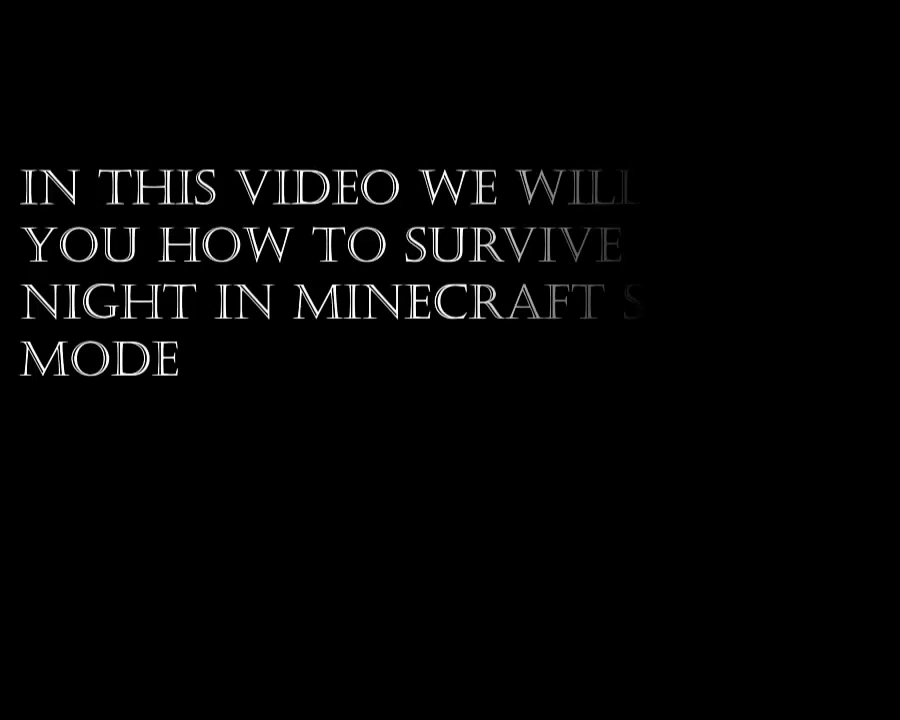 IN THIS VIDEO WE WILL
YOU HOW TO SURVIVE
NIGHT IN MINECRAFT S
MODE